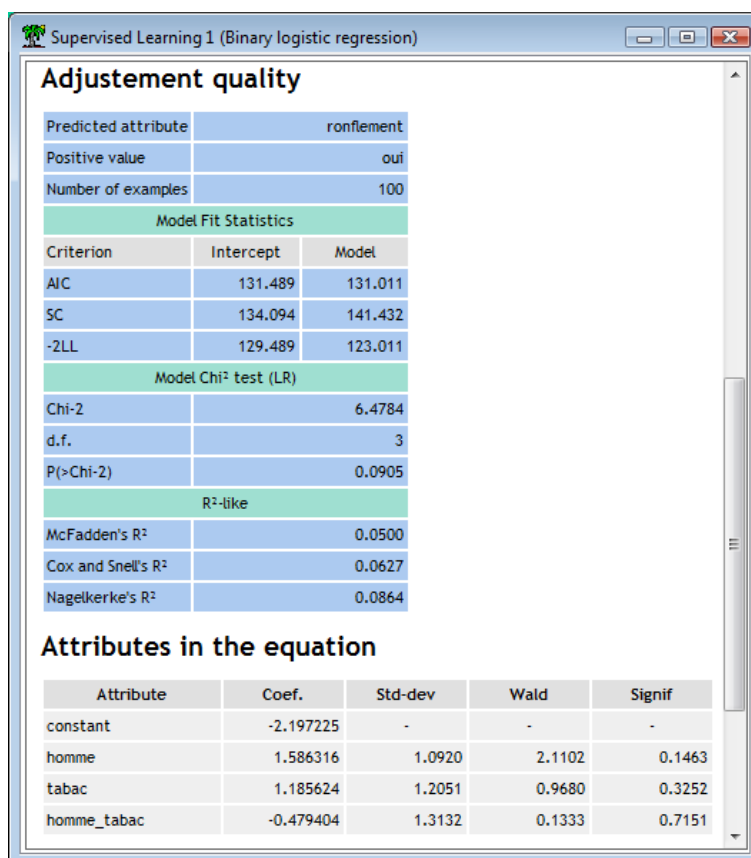 Supervised Learning 1 (Binary logistic regression)
Adjustement quality
Predicted attribute ronflement
Positive value oui
Number of examples 100
Model Fit Statistics
Criterion Intercept Model
AIC 131.489 131.011
SC 134.094 141.432
-2LL 129.489 123.011
Model Chi² test (LR)
Chi-2 6.4784
d.f. 3
P(>Chi-2) 0.0905
R²-like
McFadden's R² 0.0500
Cox and Snell's R² 0.0627
Nagelkerke's R² 0.0864
Attributes in the equation
Attribute Coef. Std-dev Wald Signif
constant -2.197225 - - -
homme 1.586316 1.0920 2.1102 0.1463
tabac 1.185624 1.2051 0.9680 0.3252
homme_tabac -0.479404 1.3132 0.1333 0.7151